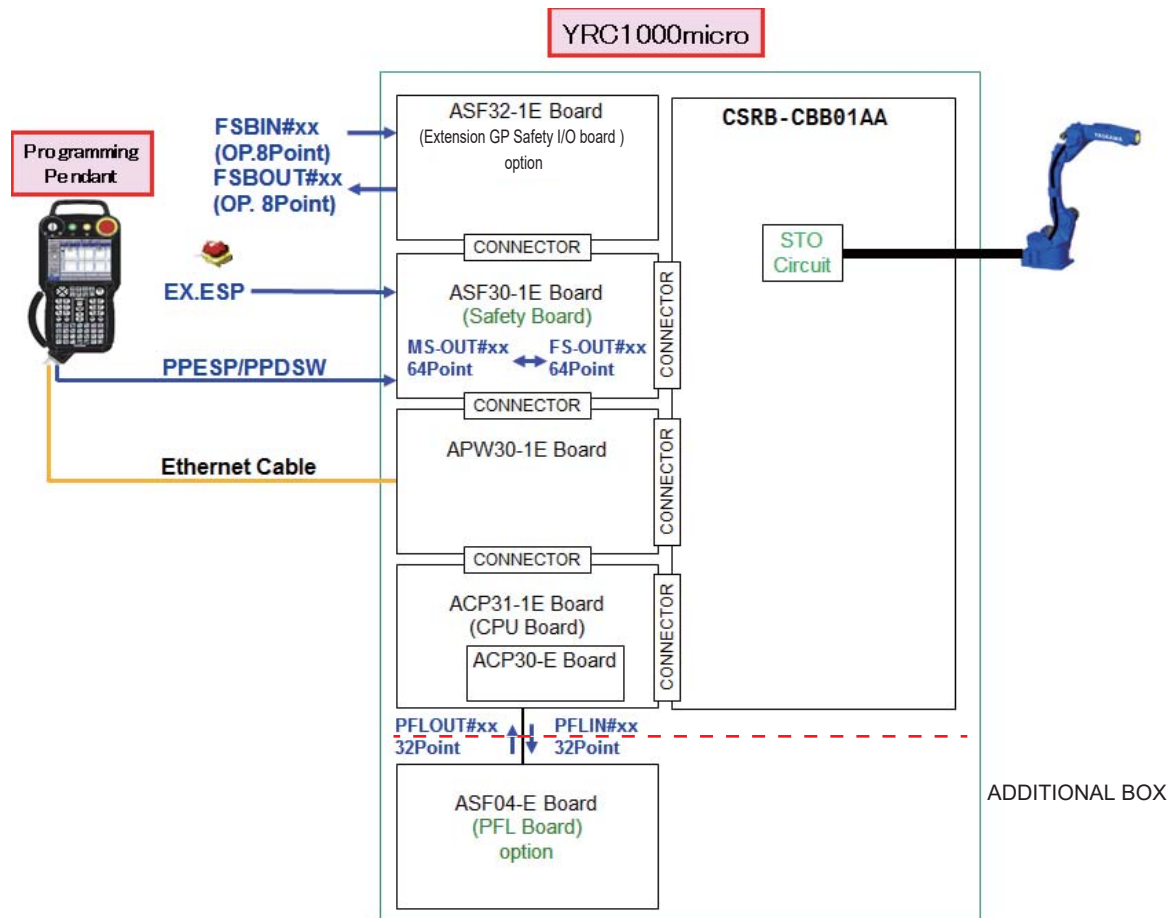 YRC1000micro
ASF32-1E Board
(Extension GP Safety I/O board )
option
CSRB-CBB01AA
FSBIN#xx
(OP.8Point)
FSBOUT#xx
(OP. 8Point)
Programming
Pendant
YASKAWA
STO
Circuit
CONNECTOR
EX.ESP
ASF30-1E Board
(Safety Board)
MS-OUT#xx
64Point
FS-OUT#xx
64Point
CONNECTOR
PPESP/PPDSW
CONNECTOR
APW30-1E Board
CONNECTOR
Ethernet Cable
CONNECTOR
ACP31-1E Board
(CPU Board)
ACP30-E Board
CONNECTOR
PFLOUT#xx
32Point
PFLIN#xx
32Point
ASF04-E Board
(PFL Board)
option
ADDITIONAL BOX